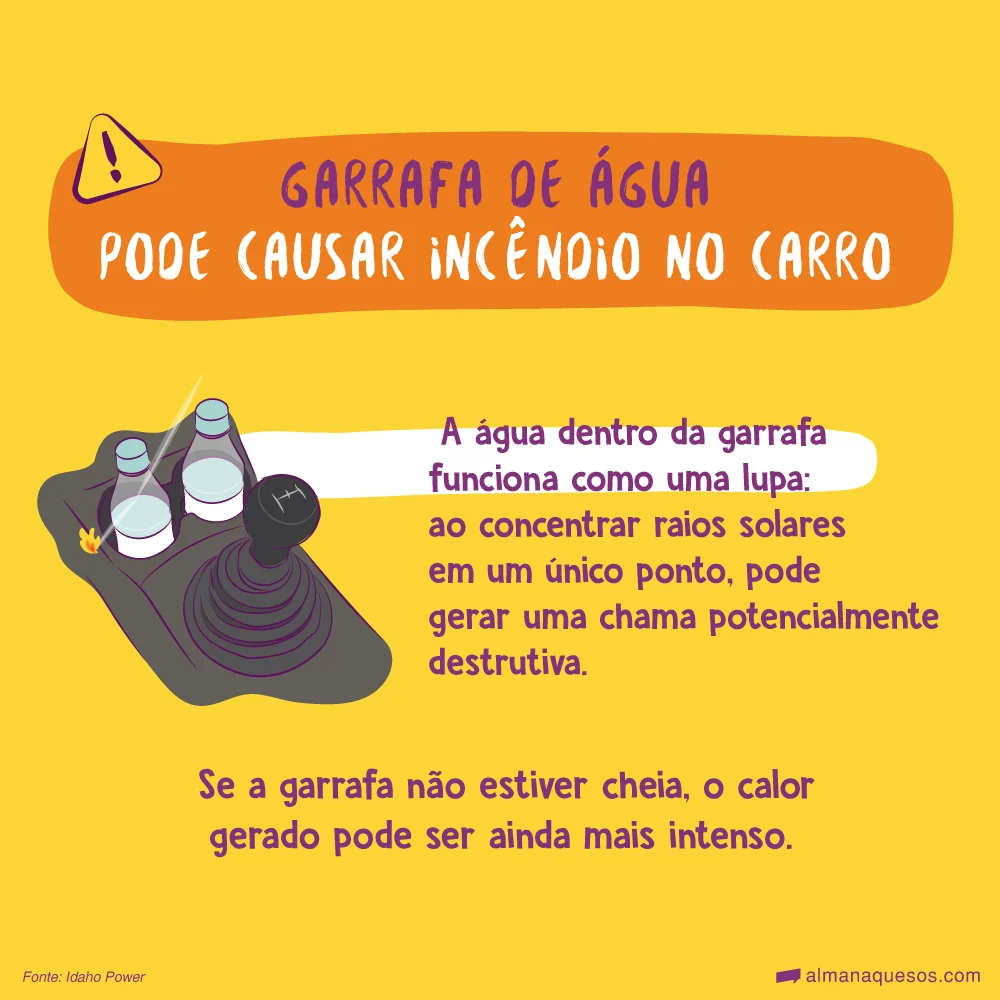 GARRAFA DE ÁGUA
PODE CAUSAR INCÊNDIO NO CARRO
A água dentro da garrafa
funciona como uma lupa:
ao concentrar raios solares
em um único ponto, pode
gerar uma chama potencialmente
destrutiva.
Se a garrafa não estiver cheia, o calor
gerado pode ser ainda mais intenso.
Fonte: Idaho Power
almanaquesos.com